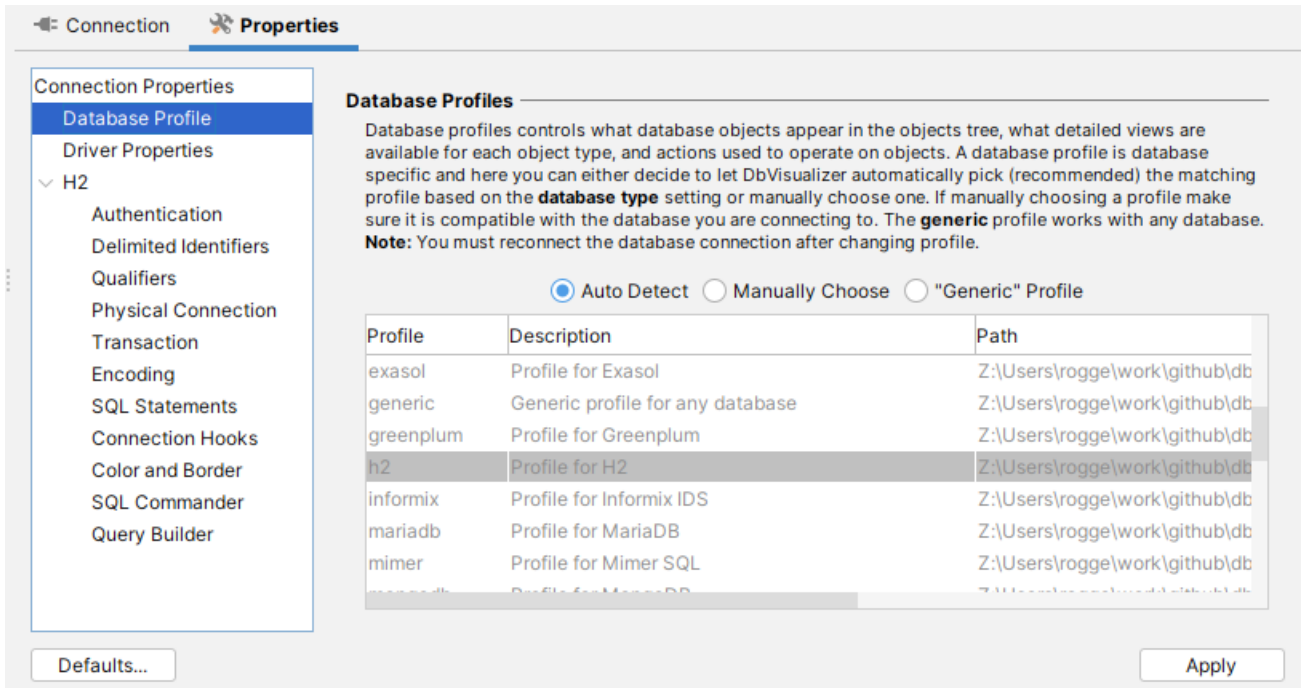 Connection Properties
Connection Properties
Database Profile
Driver Properties
H2
Authentication
Delimited Identifiers
Qualifiers
Physical Connection
Transaction
Encoding
SQL Statements
Connection Hooks
Color and Border
SQL Commander
Query Builder
Database Profiles
Database profiles controls what database objects appear in the objects tree, what detailed views are
available for each object type, and actions used to operate on objects. A database profile is database
specific and here you can either decide to let DbVisualizer automatically pick (recommended) the matching
profile based on the database type setting or manually choose one. If manually choosing a profile make
sure it is compatible with the database you are connecting to. The generic profile works with any database.
Note: You must reconnect the database connection after changing profile.
Auto Detect Manually Choose "Generic" Profile
Profile Description Path
exasol Profile for Exasol Z:\Users\rogge\work\github\db
generic Generic profile for any database Z:\Users\rogge\work\github\db
greenplum Profile for Greenplum Z:\Users\rogge\work\github\db
h2 Profile for H2 Z:\Users\rogge\work\github\db
informix Profile for Informix IDS Z:\Users\rogge\work\github\db
mariadb Profile for MariaDB Z:\Users\rogge\work\github\db
mimer Profile for Mimer SQL Z:\Users\rogge\work\github\db
mongodb Profile for MongoDB Z:\Users\rogge\work\github\db
Defaults... Apply